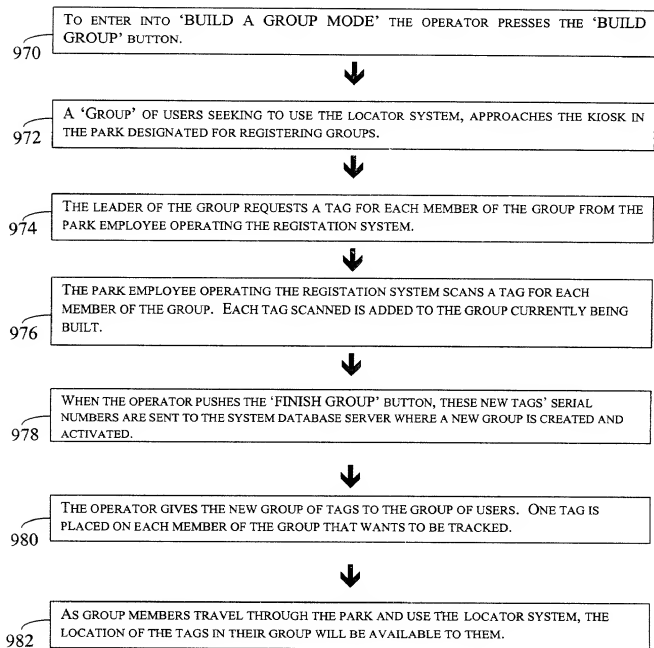 TO ENTER INTO ‘BUILD A GROUP MODE’ THE OPERATOR PRESSES THE ‘BUILD
GROUP’ BUTTON.
970
A ‘GROUP’ OF USERS SEEKING TO USE THE LOCATOR SYSTEM, APPROACHES THE KIOSK IN
THE PARK DESIGNATED FOR REGISTERING GROUPS.
972
THE LEADER OF THE GROUP REQUESTS A TAG FOR EACH MEMBER OF THE GROUP FROM THE
PARK EMPLOYEE OPERATING THE REGISTATION SYSTEM.
974
THE PARK EMPLOYEE OPERATING THE REGISTATION SYSTEM SCANS A TAG FOR EACH
MEMBER OF THE GROUP. EACH TAG SCANNED IS ADDED TO THE GROUP CURRENTLY BEING
BUILT.
976
WHEN THE OPERATOR PUSHES THE ‘FINISH GROUP’ BUTTON, THESE NEW TAGS’ SERIAL
NUMBERS ARE SENT TO THE SYSTEM DATABASE SERVER WHERE A NEW GROUP IS CREATED AND
ACTIVATED.
978
THE OPERATOR GIVES THE NEW GROUP OF TAGS TO THE GROUP OF USERS. ONE TAG IS
PLACED ON EACH MEMBER OF THE GROUP THAT WANTS TO BE TRACKED.
980
AS GROUP MEMBERS TRAVEL THROUGH THE PARK AND USE THE LOCATOR SYSTEM, THE
LOCATION OF THE TAGS IN THEIR GROUP WILL BE AVAILABLE TO THEM.
982